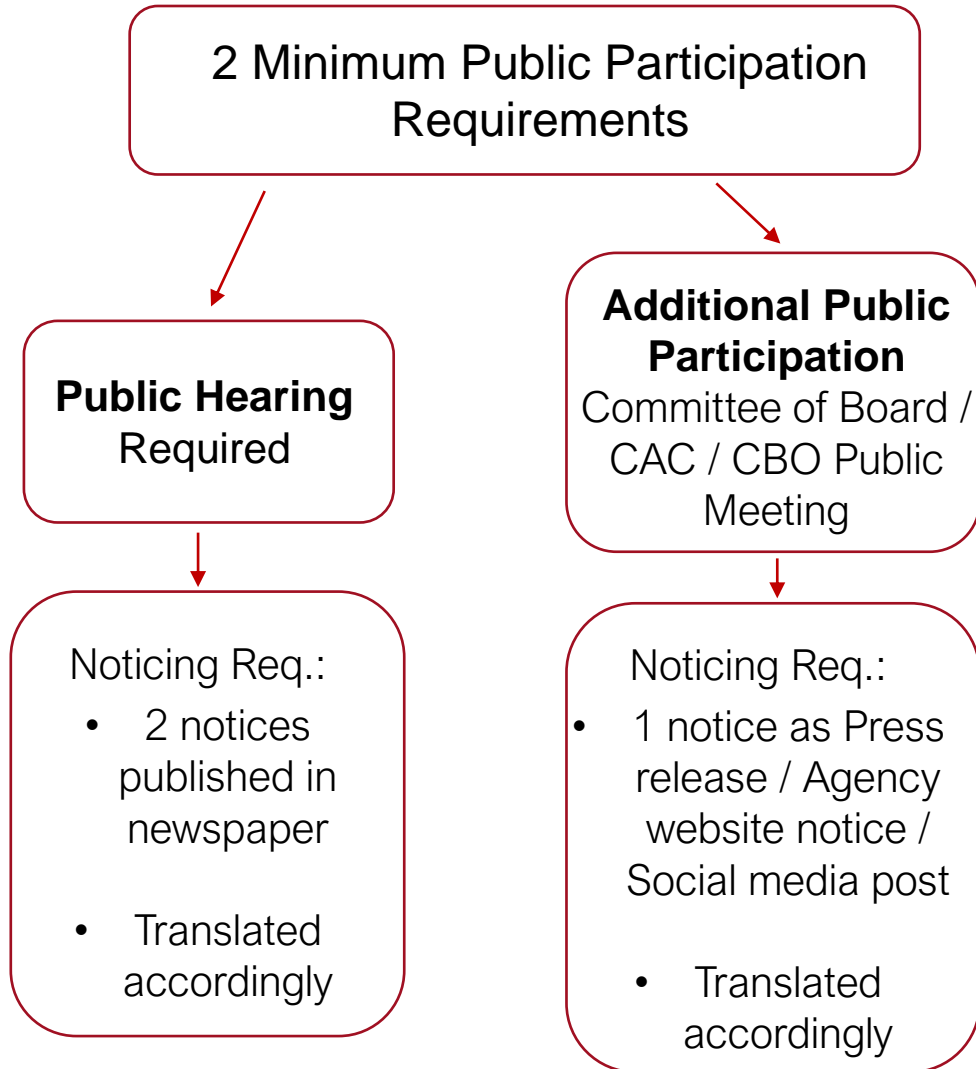 2 Minimum Public Participation
Requirements
Public Hearing
Required
Additional Public
Participation
Committee of Board /
CAC / CBO Public
Meeting
Noticing Req.:
• 2 notices
published in
newspaper
• Translated
accordingly
Noticing Req.:
• 1 notice as Press
release / Agency
website notice /
Social media post
• Translated
accordingly